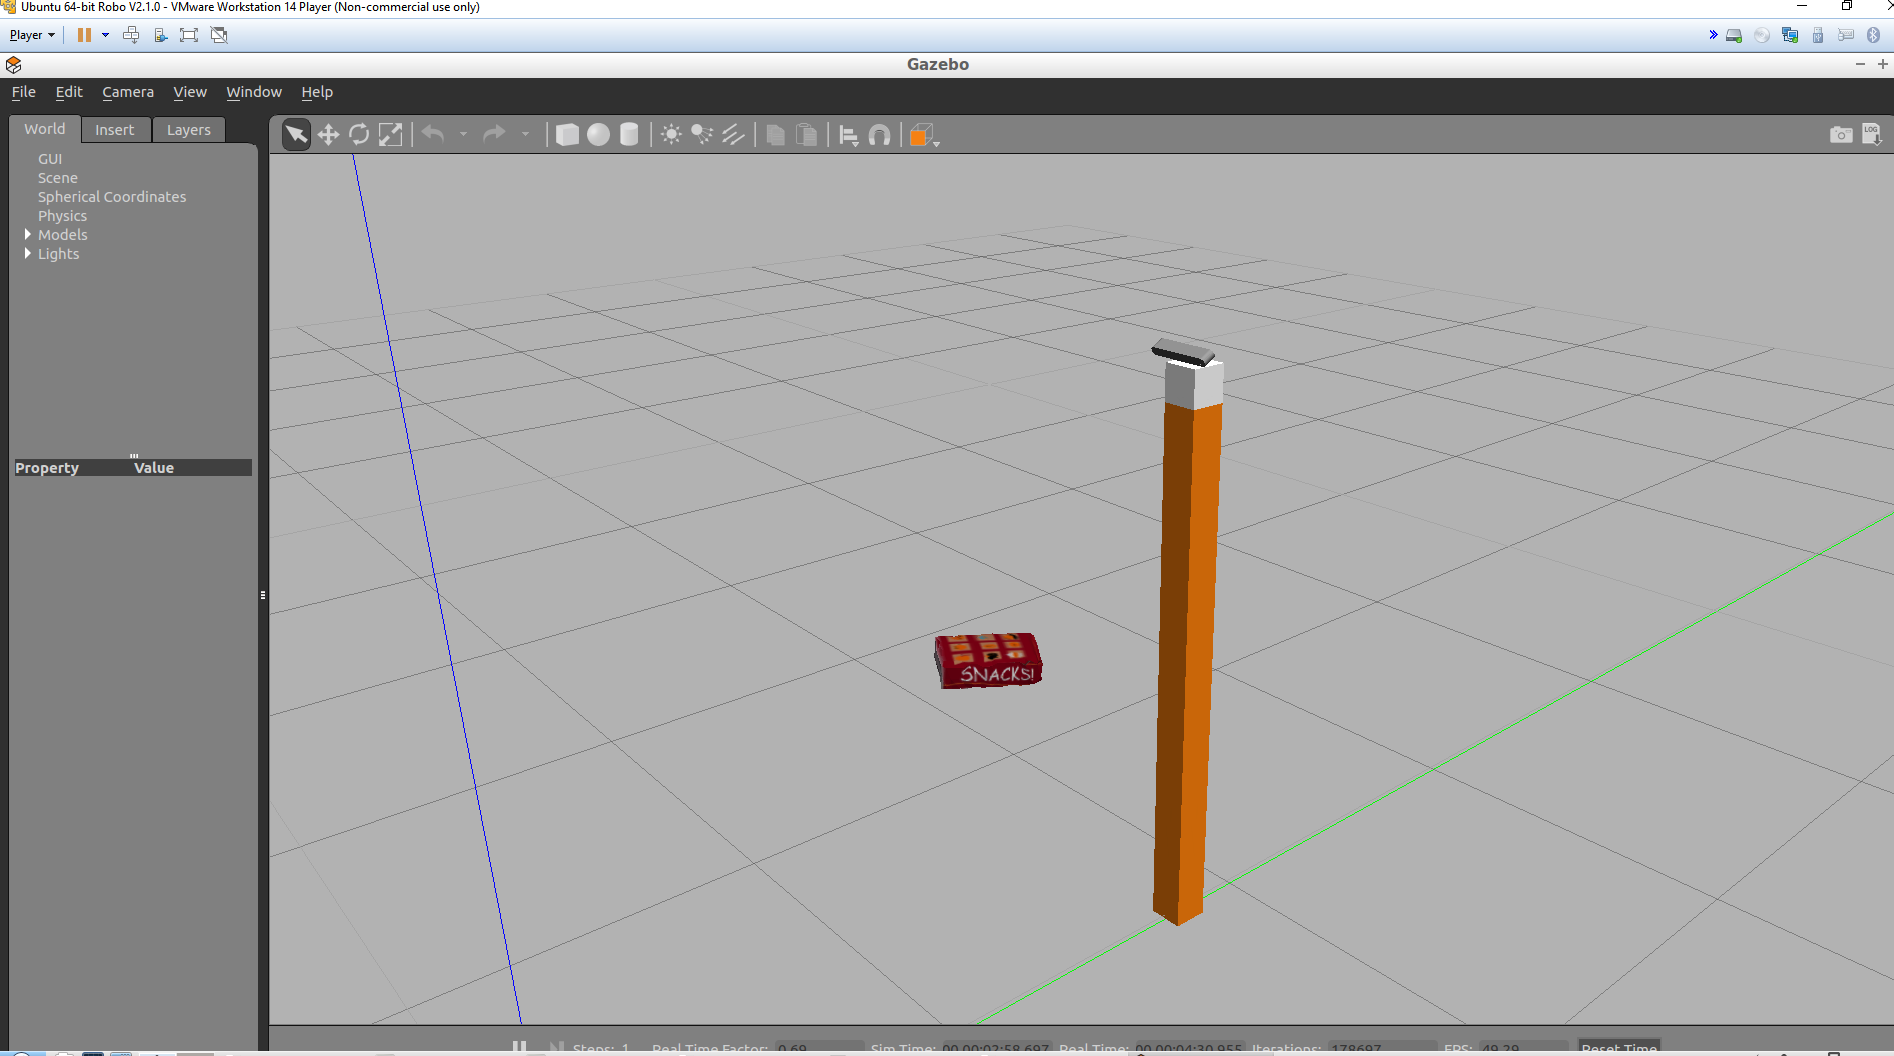 Ubuntu 64-bit Robo V2.1.0 - VMware Workstation 14 Player (Non-commercial use only)
Player
Gazebo
File Edit Camera View Window Help
World Insert Layers
GUI
Scene
Spherical Coordinates
Physics
Models
Lights
Property Value
LOG
SNACKS!
Steps: 1 Real Time Factor: 0.69 Sim Time: 00 00:02:58.697 Real Time: 00 00:04:30.955 Iterations: 178697 FPS: 49.29 Reset Time